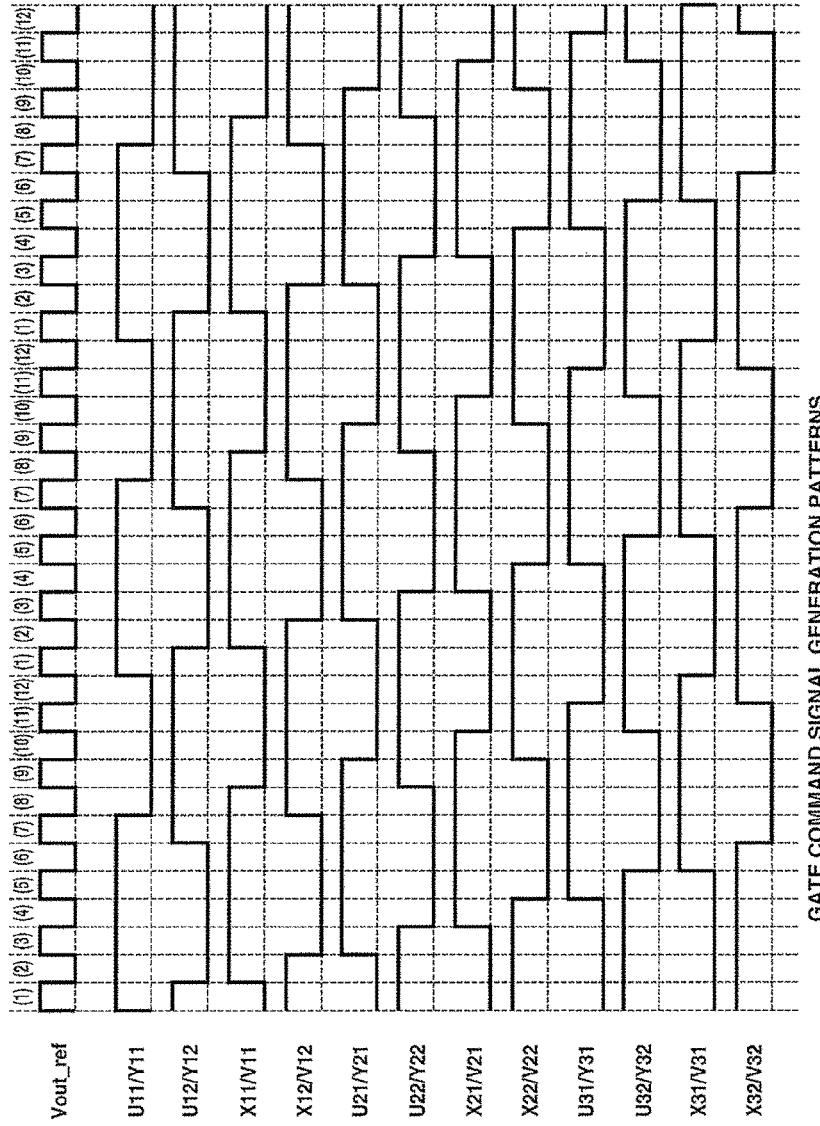 (1) (2) (3) (4) (5) (6) (7) (8) (9) (10) (11) (12) (1) (2) (3) (4) (5) (6) (7) (8) (9) (10) (11) (12) (1) (2) (3) (4) (5) (6) (7) (8) (9) (10) (11) (12)
Vout_ref
U11/Y11
U12/Y12
X11/V11
X12/V12
U21/Y21
U22/Y22
X21/V21
X22/V22
U31/Y31
U32/Y32
X31/V31
X32/V32
GATE COMMAND SIGNAL GENERATION PATTERNS